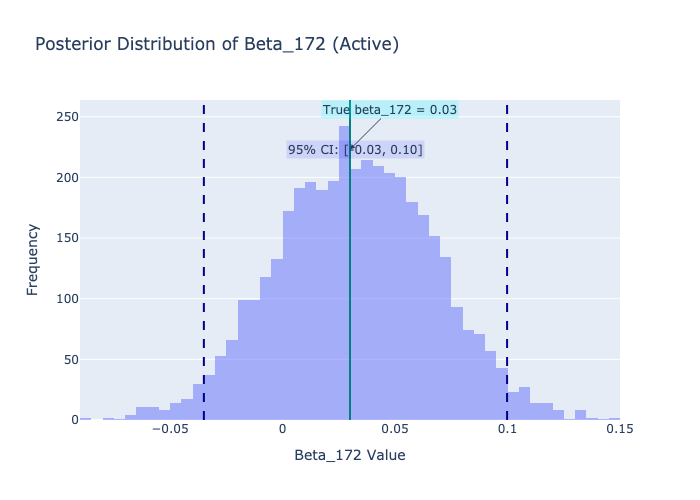 Posterior Distribution of Beta_172 (Active)
True beta_172 = 0.03
95% CI: [-0.03, 0.10]
250
200
150
100
50
0
Frequency
−0.05
0
0.05
0.1
0.15
Beta_172 Value